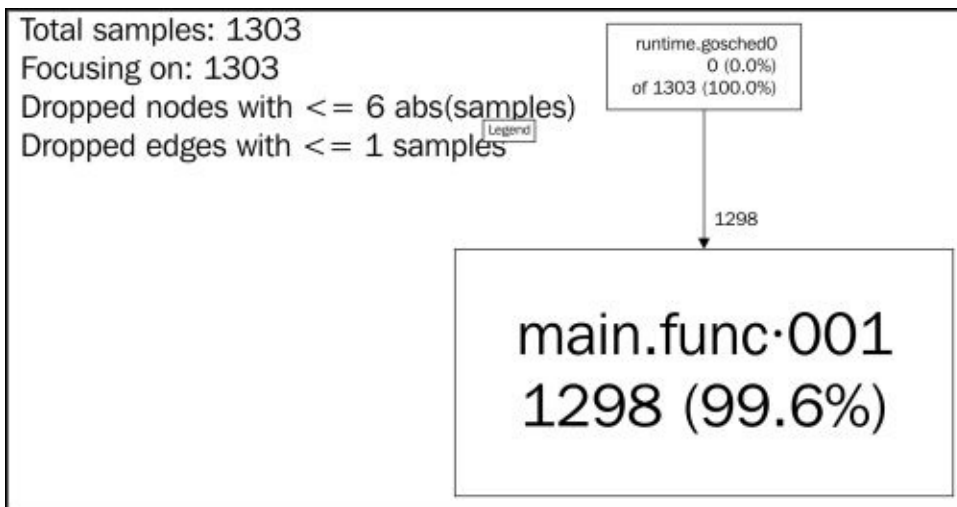 Total samples: 1303
Focusing on: 1303
Dropped nodes with <= 6 abs(samples)
Dropped edges with <= 1 samples
Legend
runtime.gosched0
0 (0.0%)
of 1303 (100.0%)
1298
main.func·001
1298 (99.6%)